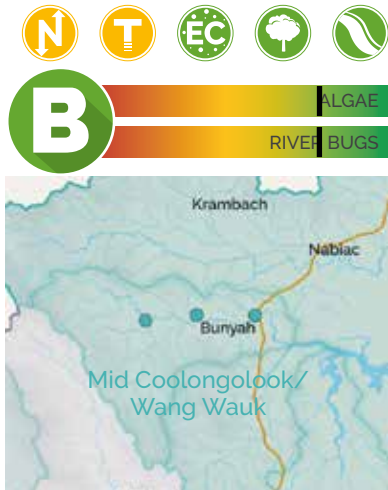 N T EC
B
ALGAE
RIVER BUGS
Krambach
Nabiac
Bunyah
Mid Coolongolook/
Wang Wauk